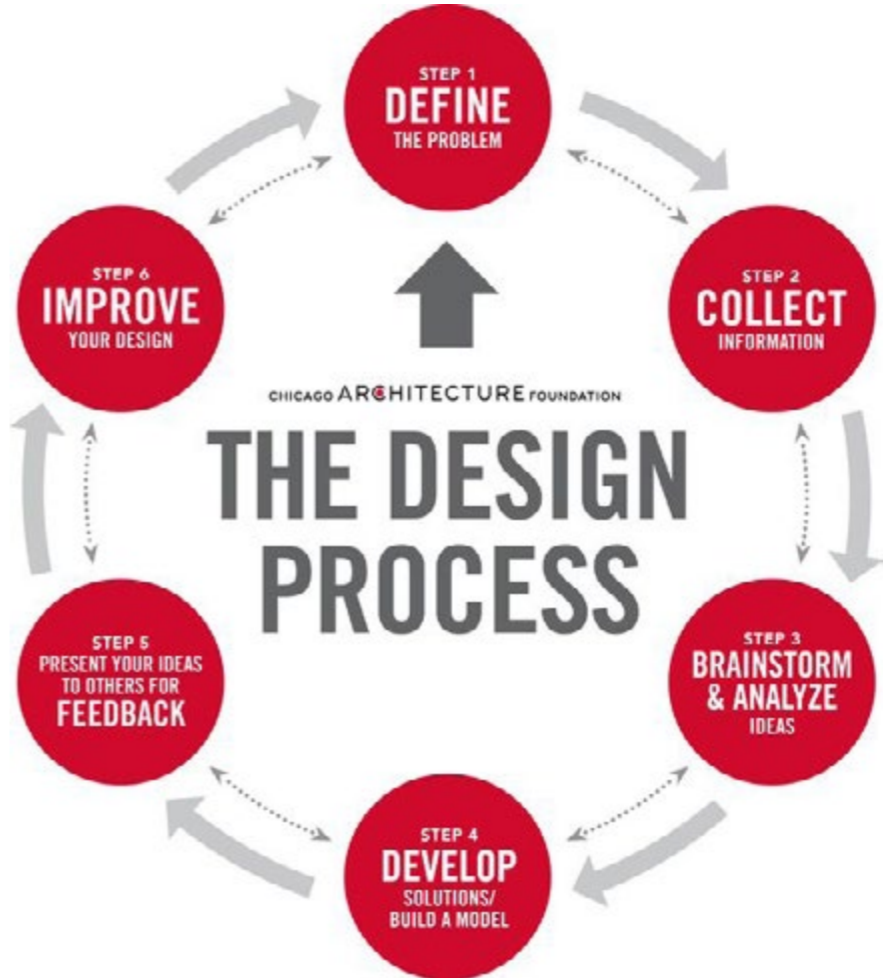 STEP 1
DEFINE
THE PROBLEM
STEP 2
COLLECT
INFORMATION
STEP 3
BRAINSTORM
& ANALYZE
IDEAS
STEP 4
DEVELOP
SOLUTIONS/
BUILD A MODEL
STEP 5
PRESENT YOUR IDEAS
TO OTHERS FOR
FEEDBACK
STEP 6
IMPROVE
YOUR DESIGN
CHICAGO ARCHITECTURE FOUNDATION
THE DESIGN
PROCESS